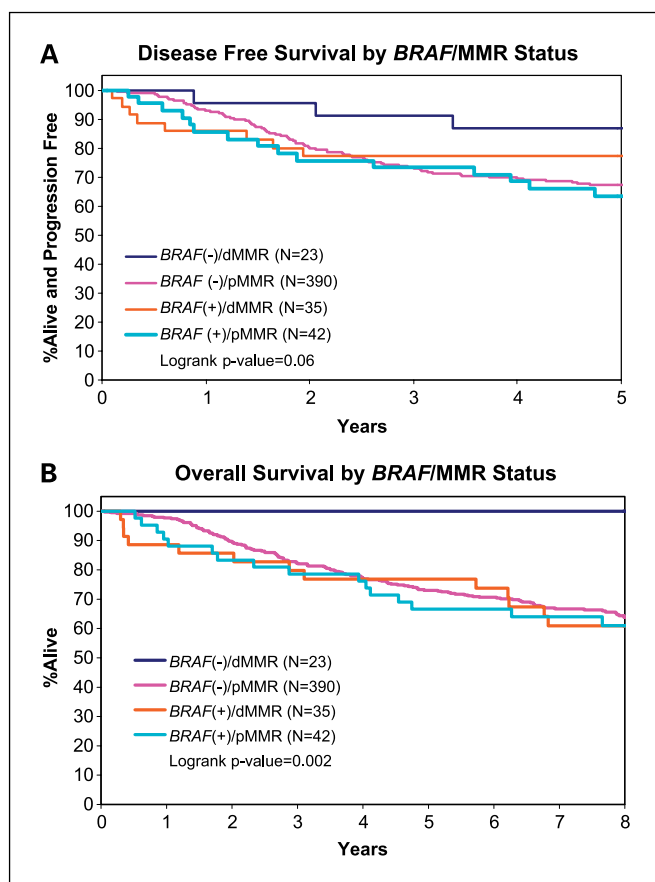 A
Disease Free Survival by BRAF/MMR Status
%Alive and Progression Free
100
90
80
70
60
50
40
30
20
10
0
BRAF(-)/dMMR (N=23)
BRAF (-)/pMMR (N=390)
BRAF(+)/dMMR (N=35)
BRAF (+)/pMMR (N=42)
Logrank p-value=0.06
0 1 2 3 4 5
Years
B
Overall Survival by BRAF/MMR Status
%Alive
100
90
80
70
60
50
40
30
20
10
0
BRAF(-)/dMMR (N=23)
BRAF(-)/pMMR (N=390)
BRAF(+)/dMMR (N=35)
BRAF(+)/pMMR (N=42)
Logrank p-value=0.002
0 1 2 3 4 5 6 7 8
Years